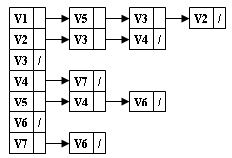 V1 V5 V3 V2 /
V2 V3 V4 /
V3 /
V4 V7 /
V5 V4 V6 /
V6 /
V7 V6 /